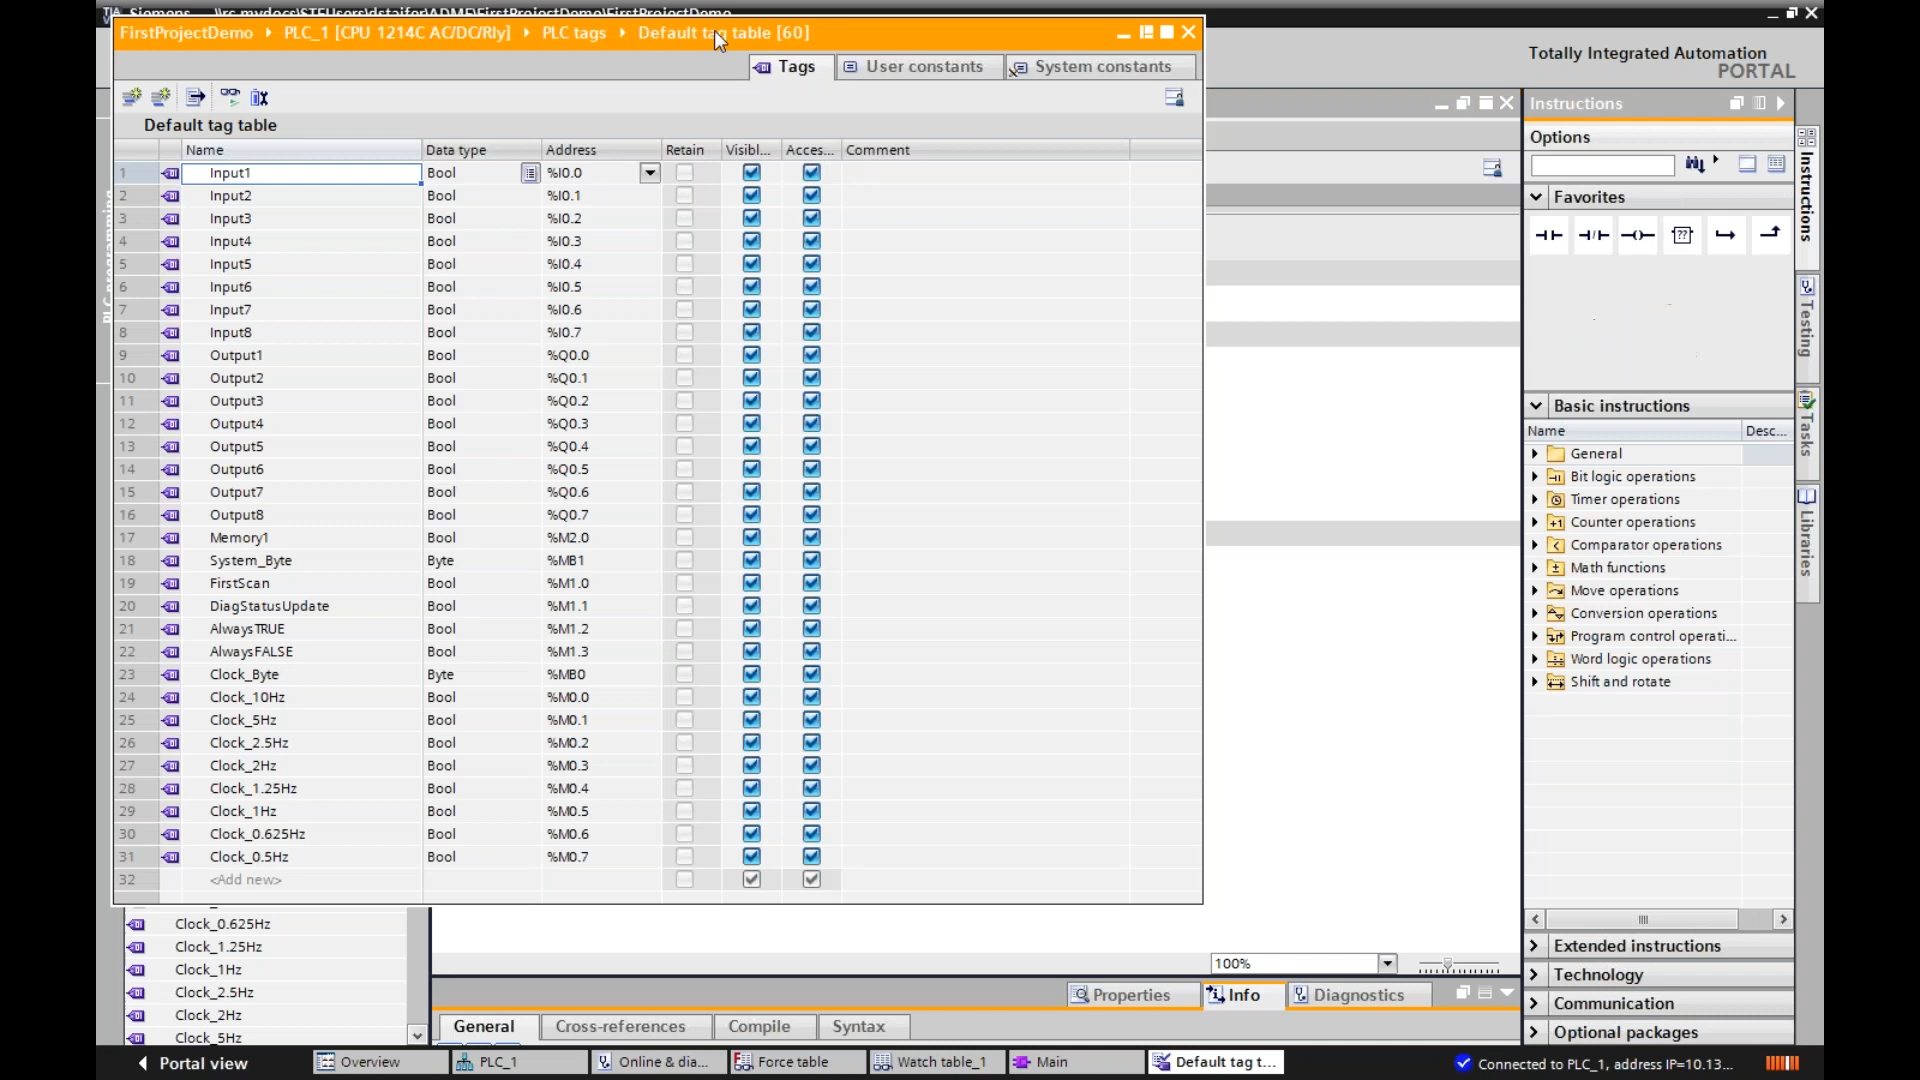 FirstProjectDemo ▸ PLC_1 [CPU 1214C AC/DC/Rly] ▸ PLC tags ▸ Default tag table [60]
Totally Integrated Automation
PORTAL
Tags
User constants
System constants
Default tag table
Name Data type Address Retain Visibl... Acces... Comment
1 Input1 Bool %I0.0
2 Input2 Bool %I0.1
3 Input3 Bool %I0.2
4 Input4 Bool %I0.3
5 Input5 Bool %I0.4
6 Input6 Bool %I0.5
7 Input7 Bool %I0.6
8 Input8 Bool %I0.7
9 Output1 Bool %Q0.0
10 Output2 Bool %Q0.1
11 Output3 Bool %Q0.2
12 Output4 Bool %Q0.3
13 Output5 Bool %Q0.4
14 Output6 Bool %Q0.5
15 Output7 Bool %Q0.6
16 Output8 Bool %Q0.7
17 Memory1 Bool %M2.0
18 System_Byte Byte %MB1
19 FirstScan Bool %M1.0
20 DiagStatusUpdate Bool %M1.1
21 AlwaysTRUE Bool %M1.2
22 AlwaysFALSE Bool %M1.3
23 Clock_Byte Byte %MB0
24 Clock_10Hz Bool %M0.0
25 Clock_5Hz Bool %M0.1
26 Clock_2.5Hz Bool %M0.2
27 Clock_2Hz Bool %M0.3
28 Clock_1.25Hz Bool %M0.4
29 Clock_1Hz Bool %M0.5
30 Clock_0.625Hz Bool %M0.6
31 Clock_0.5Hz Bool %M0.7
32 <Add new>
Clock_0.625Hz
Clock_1.25Hz
Clock_1Hz
Clock_2.5Hz
Clock_2Hz
Clock_5Hz
100%
Properties
Info
Diagnostics
General
Cross-references
Compile
Syntax
Instructions
Options
Favorites
??
Basic instructions
Name Desc...
General
Bit logic operations
Timer operations
Counter operations
Comparator operations
Math functions
Move operations
Conversion operations
Program control operati...
Word logic operations
Shift and rotate
Extended instructions
Technology
Communication
Optional packages
Instructions
Testing
Tasks
Libraries
Portal view
Overview
PLC_1
Online & dia...
Force table
Watch table_1
Main
Default tag t...
Connected to PLC_1, address IP=10.13...